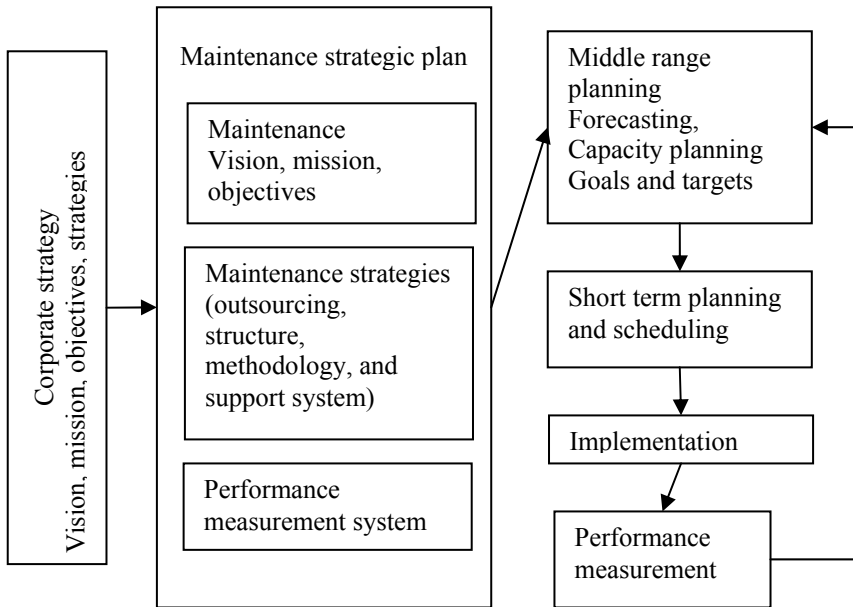 Corporate strategy
Vision, mission, objectives, strategies
Maintenance strategic plan
Maintenance
Vision, mission,
objectives
Maintenance strategies
(outsourcing,
structure,
methodology, and
support system)
Performance
measurement system
Middle range
planning
Forecasting,
Capacity planning
Goals and targets
Short term planning
and scheduling
Implementation
Performance
measurement